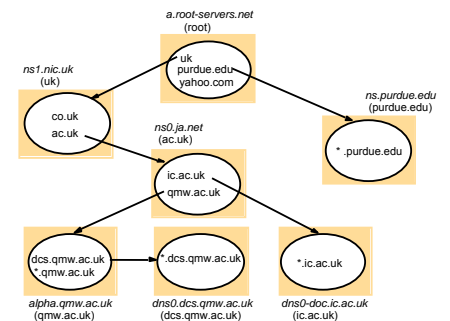 a.root-servers.net
(root)
uk
purdue.edu
yahoo.com
ns1.nic.uk
(uk)
co.uk
ac.uk
ns.purdue.edu
(purdue.edu)
* .purdue.edu
ns0.ja.net
(ac.uk)
ic.ac.uk
qmw.ac.uk
dcs.qmw.ac.uk
*.qmw.ac.uk
alpha.qmw.ac.uk
(qmw.ac.uk)
*.dcs.qmw.ac.uk
dns0.dcs.qmw.ac.uk
(dcs.qmw.ac.uk)
*.ic.ac.uk
dns0-doc.ic.ac.uk
(ic.ac.uk)